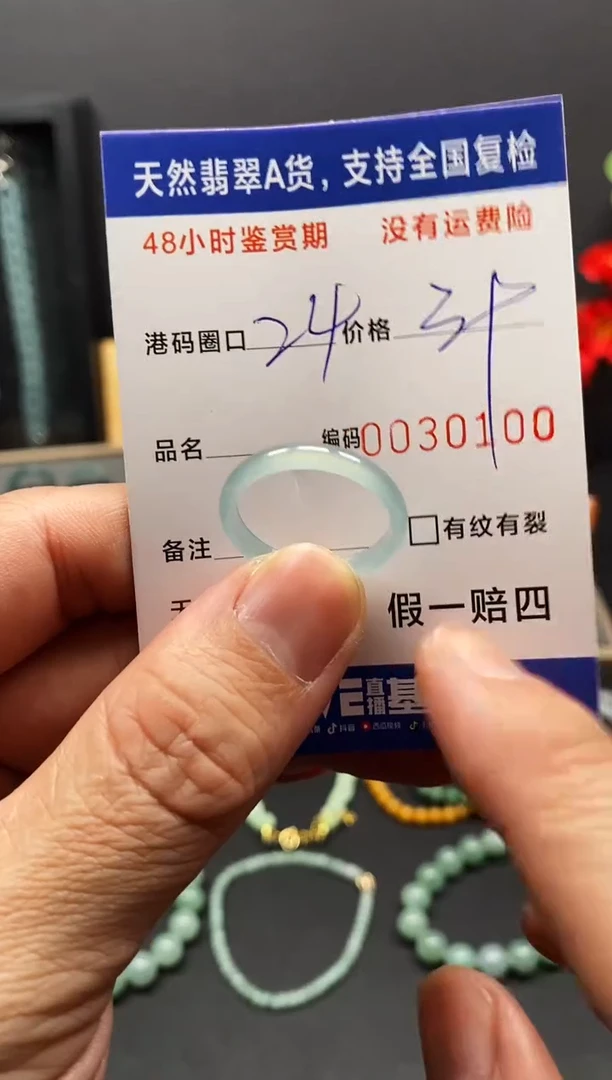 天然翡翠A货，支持全国复检
48小时鉴赏期 没有运费险
港码圈口 24 价格
品名 编码0030100
备注 □有纹有裂
假一赔四
直播基
抖音